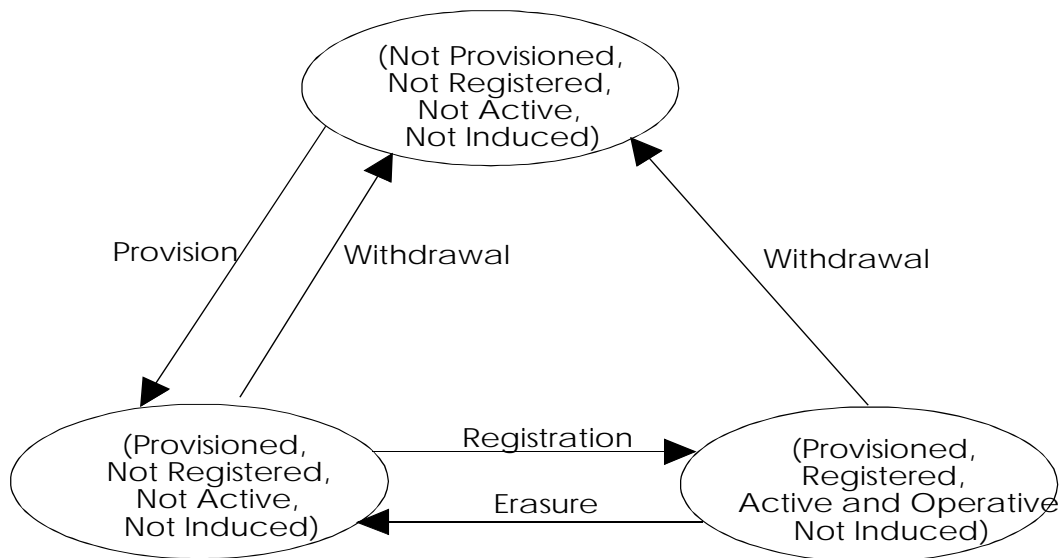 (Not Provisioned,
Not Registered,
Not Active,
Not Induced)
Provision
Withdrawal
Withdrawal
(Provisioned,
Not Registered,
Not Active,
Not Induced)
Registration
Erasure
(Provisioned,
Registered,
Active and Operative
Not Induced)